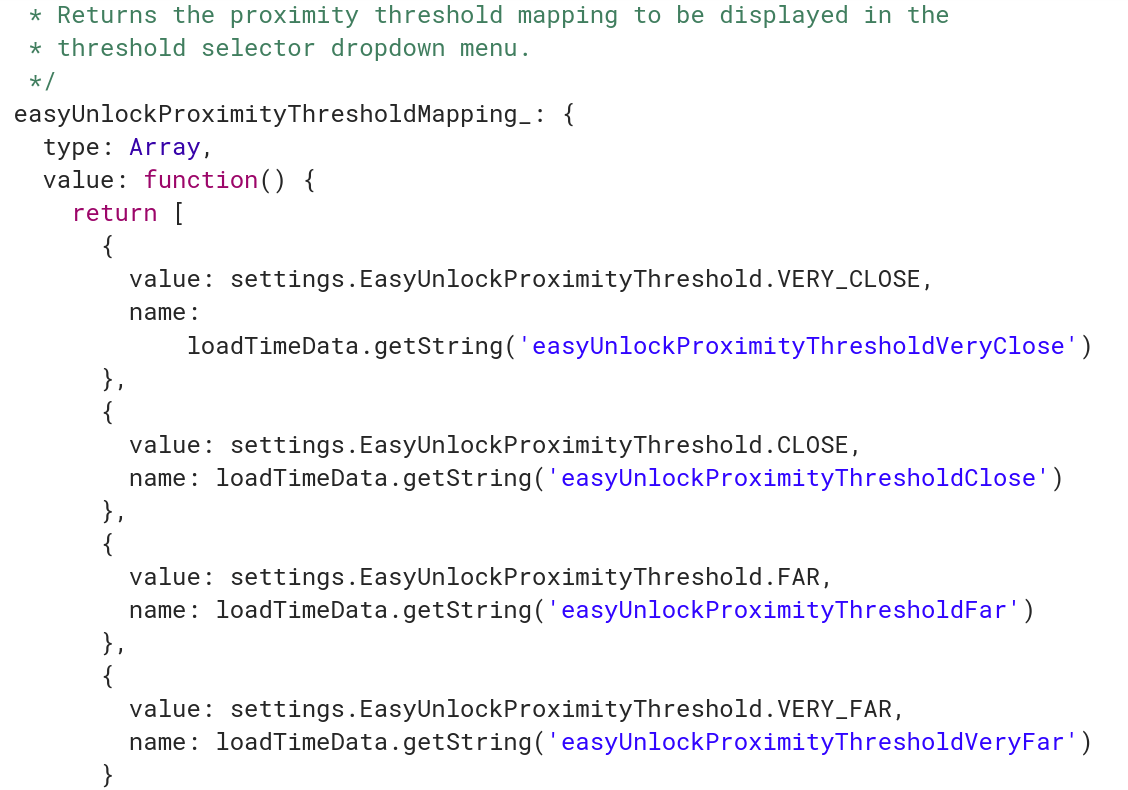 * Returns the proximity threshold mapping to be displayed in the
 * threshold selector dropdown menu.
 */
easyUnlockProximityThresholdMapping_: {
  type: Array,
  value: function() {
    return [
      {
        value: settings.EasyUnlockProximityThreshold.VERY_CLOSE,
        name:
            loadTimeData.getString('easyUnlockProximityThresholdVeryClose')
      },
      {
        value: settings.EasyUnlockProximityThreshold.CLOSE,
        name: loadTimeData.getString('easyUnlockProximityThresholdClose')
      },
      {
        value: settings.EasyUnlockProximityThreshold.FAR,
        name: loadTimeData.getString('easyUnlockProximityThresholdFar')
      },
      {
        value: settings.EasyUnlockProximityThreshold.VERY_FAR,
        name: loadTimeData.getString('easyUnlockProximityThresholdVeryFar')
      }